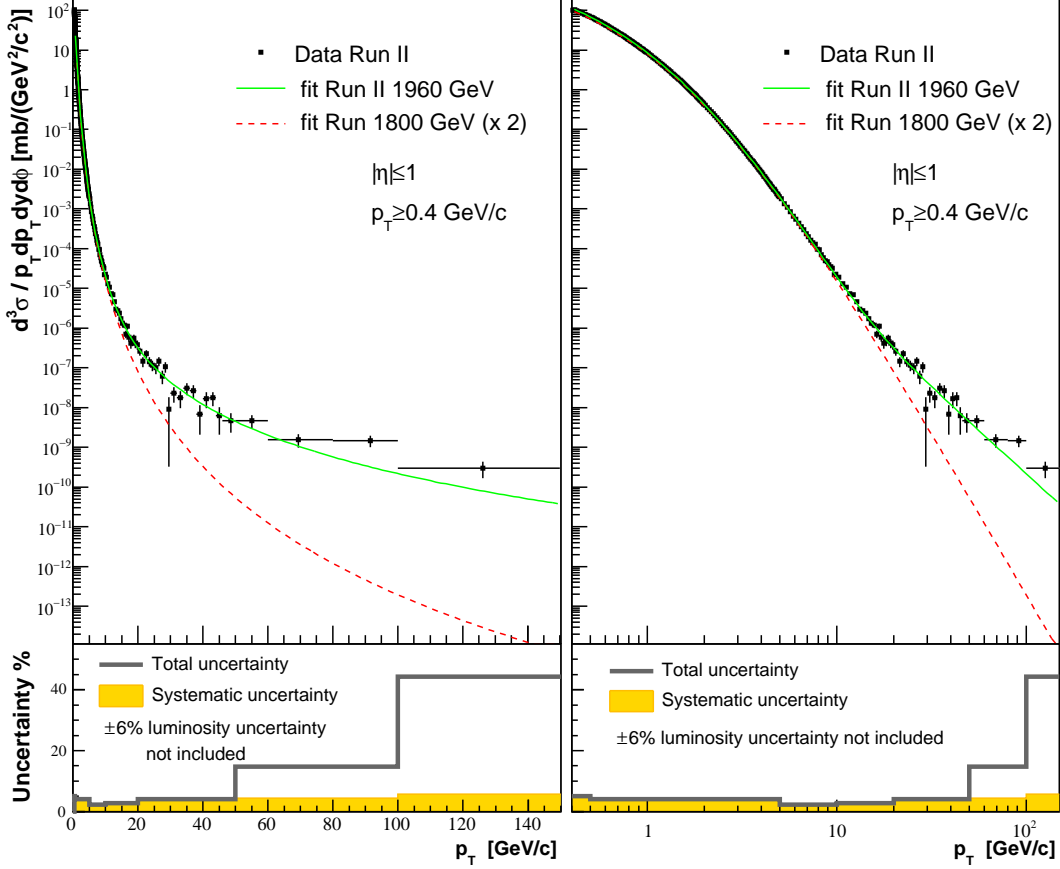 d³σ / p_T dp_T dydϕ [mb/(GeV²/c²)]
10²
10
1
10⁻¹
10⁻²
10⁻³
10⁻⁴
10⁻⁵
10⁻⁶
10⁻⁷
10⁻⁸
10⁻⁹
10⁻¹⁰
10⁻¹¹
10⁻¹²
10⁻¹³
Data Run II
fit Run II 1960 GeV
fit Run 1800 GeV (x 2)
|η|≤1
p_T≥0.4 GeV/c
Data Run II
fit Run II 1960 GeV
fit Run 1800 GeV (x 2)
|η|≤1
p_T≥0.4 GeV/c
Uncertainty %
40
20
0
Total uncertainty
Systematic uncertainty
±6% luminosity uncertainty
not included
0 20 40 60 80 100 120 140
p_T [GeV/c]
Total uncertainty
Systematic uncertainty
±6% luminosity uncertainty not included
1 10 10²
p_T [GeV/c]